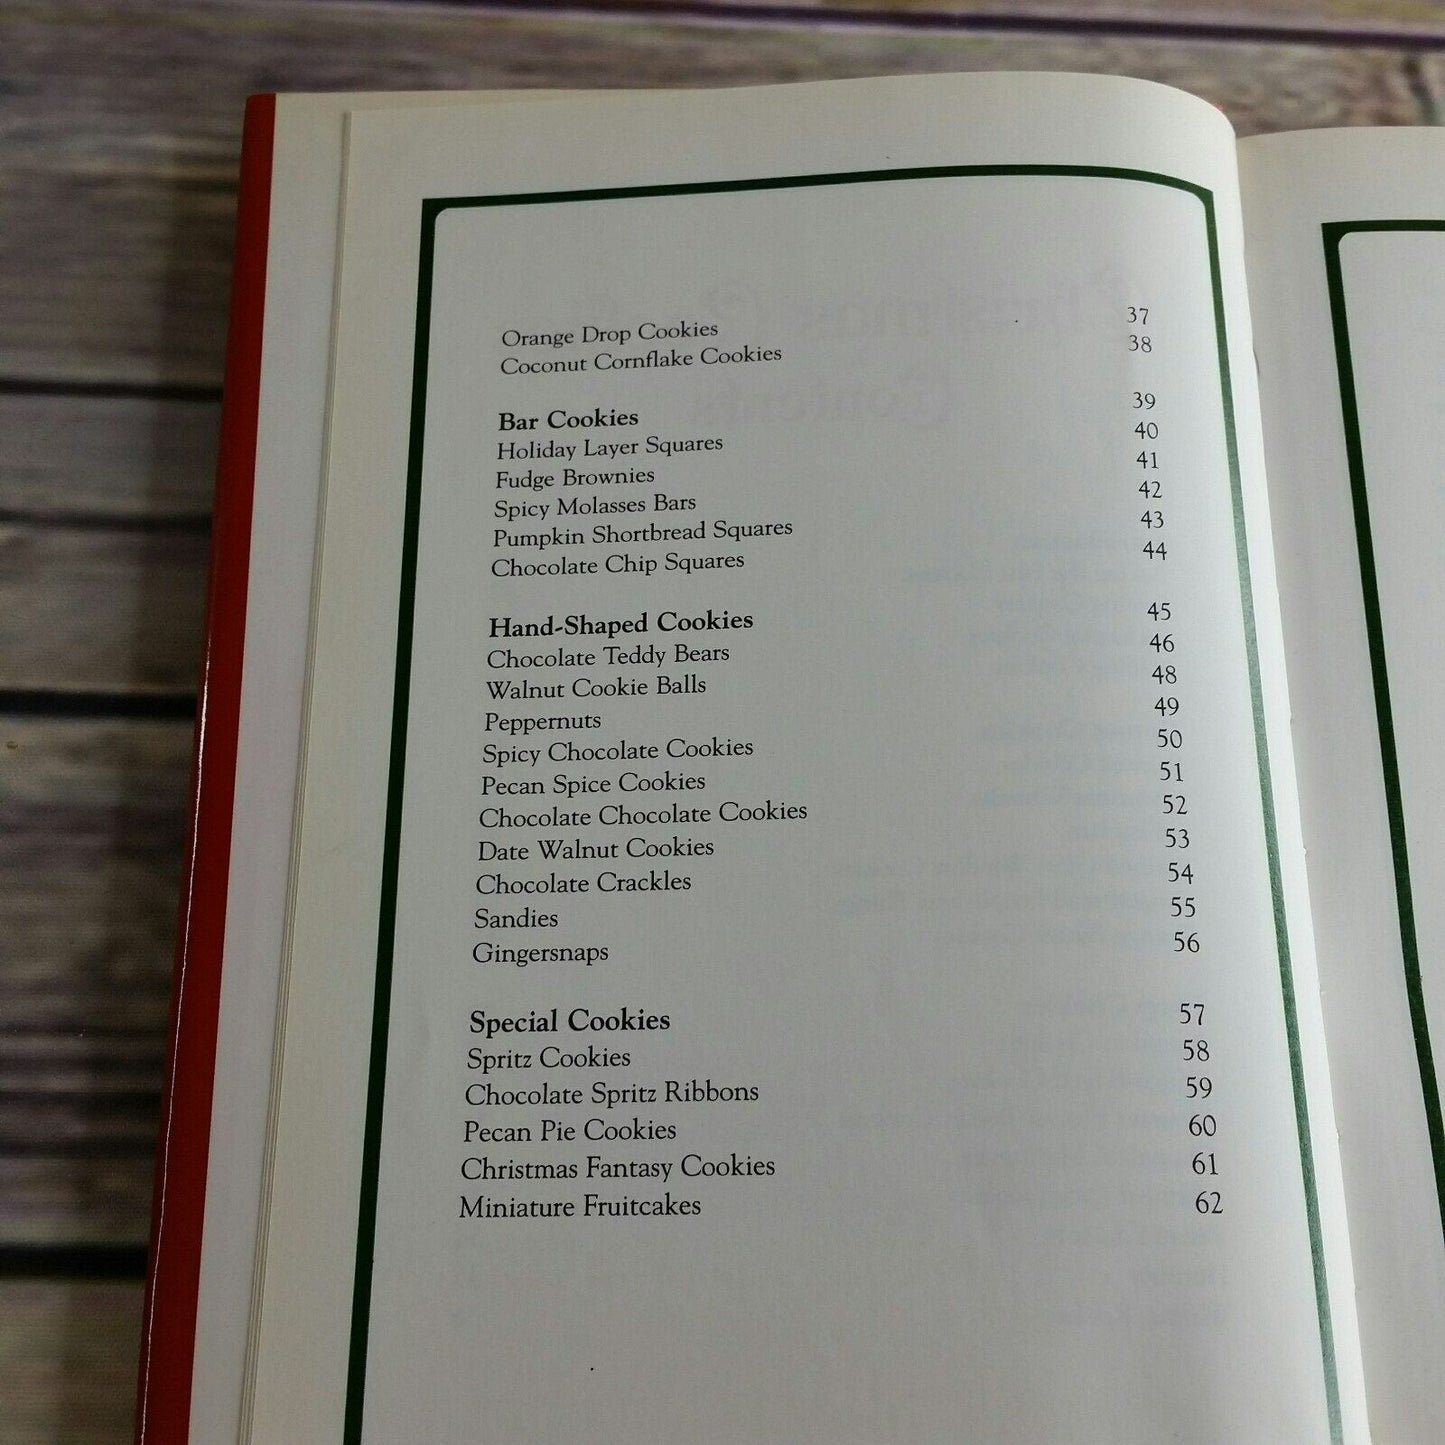 Orange Drop Cookies 37
Coconut Cornflake Cookies 38
Bar Cookies 39
Holiday Layer Squares 40
Fudge Brownies 41
Spicy Molasses Bars 42
Pumpkin Shortbread Squares 43
Chocolate Chip Squares 44
Hand-Shaped Cookies 45
Chocolate Teddy Bears 46
Walnut Cookie Balls 48
Peppernuts 49
Spicy Chocolate Cookies 50
Pecan Spice Cookies 51
Chocolate Chocolate Cookies 52
Date Walnut Cookies 53
Chocolate Crackles 54
Sandies 55
Gingersnaps 56
Special Cookies 57
Spritz Cookies 58
Chocolate Spritz Ribbons 59
Pecan Pie Cookies 60
Christmas Fantasy Cookies 61
Miniature Fruitcakes 62